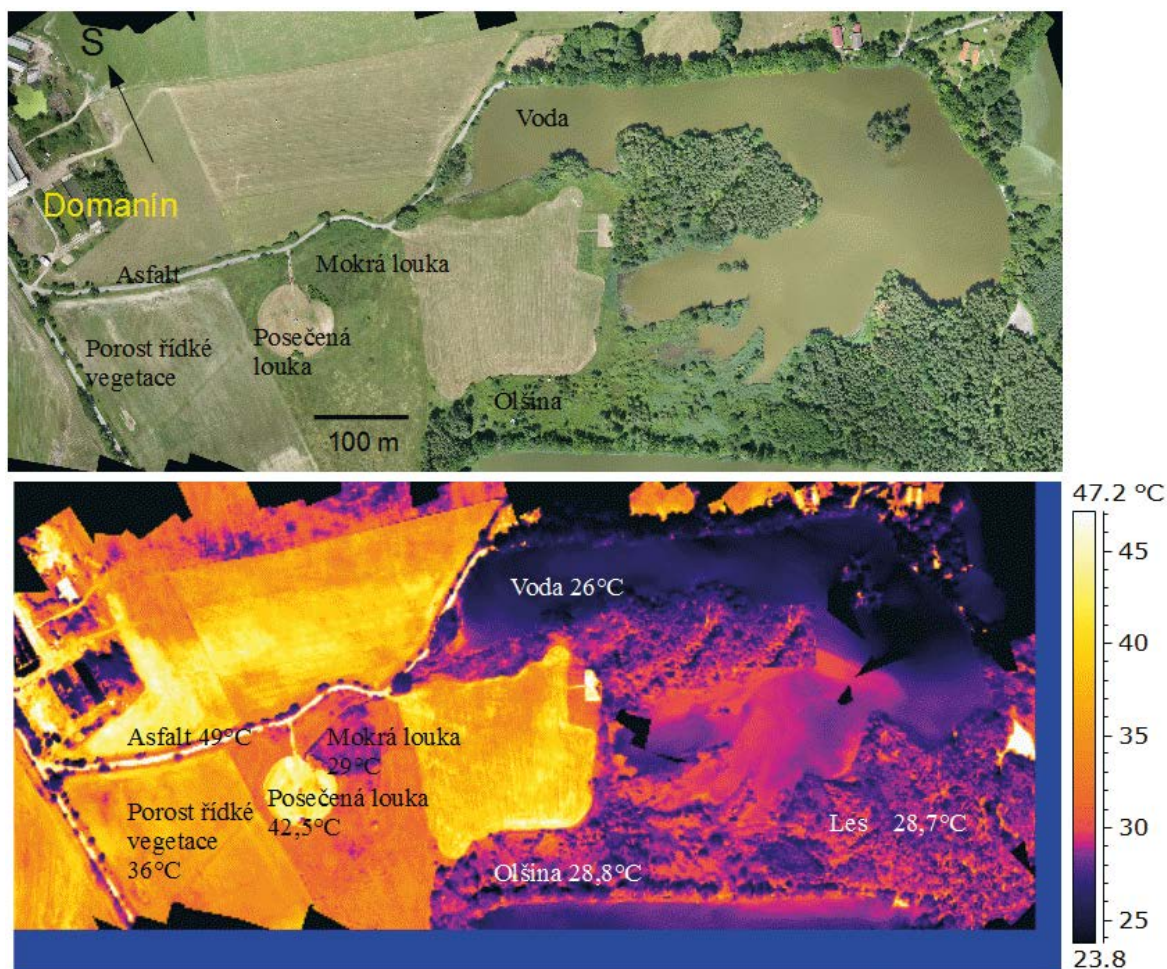 S
Voda
Domanín
Asfalt
Mokrá louka
Porost řídké
vegetace
Posečená
louka
Olšina
100 m
47.2 °C
45
40
35
30
25
23.8
Voda 26°C
Asfalt 49°C
Mokrá louka
29°C
Porost řídké
vegetace
36°C
Posečená louka
42,5°C
Les 28,7°C
Olšina 28,8°C